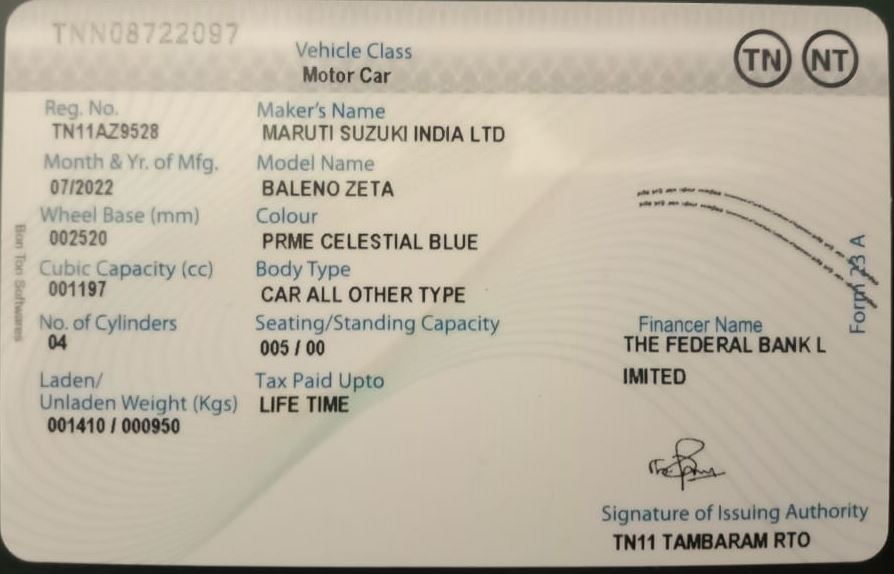 TNN08722097
Vehicle Class
Motor Car
TN NT
Reg. No.
TN11AZ9528
Maker's Name
MARUTI SUZUKI INDIA LTD
Month & Yr. of Mfg.
07/2022
Model Name
BALENO ZETA
Wheel Base (mm)
002520
Colour
PRME CELESTIAL BLUE
Cubic Capacity (cc)
001197
Body Type
CAR ALL OTHER TYPE
No. of Cylinders
04
Seating/Standing Capacity
005 / 00
Laden/
Unladen Weight (Kgs)
001410 / 000950
Tax Paid Upto
LIFE TIME
Financer Name
THE FEDERAL BANK L
IMITED
Signature of Issuing Authority
TN11 TAMBARAM RTO
Form 23 A
Bon Ton Softwares